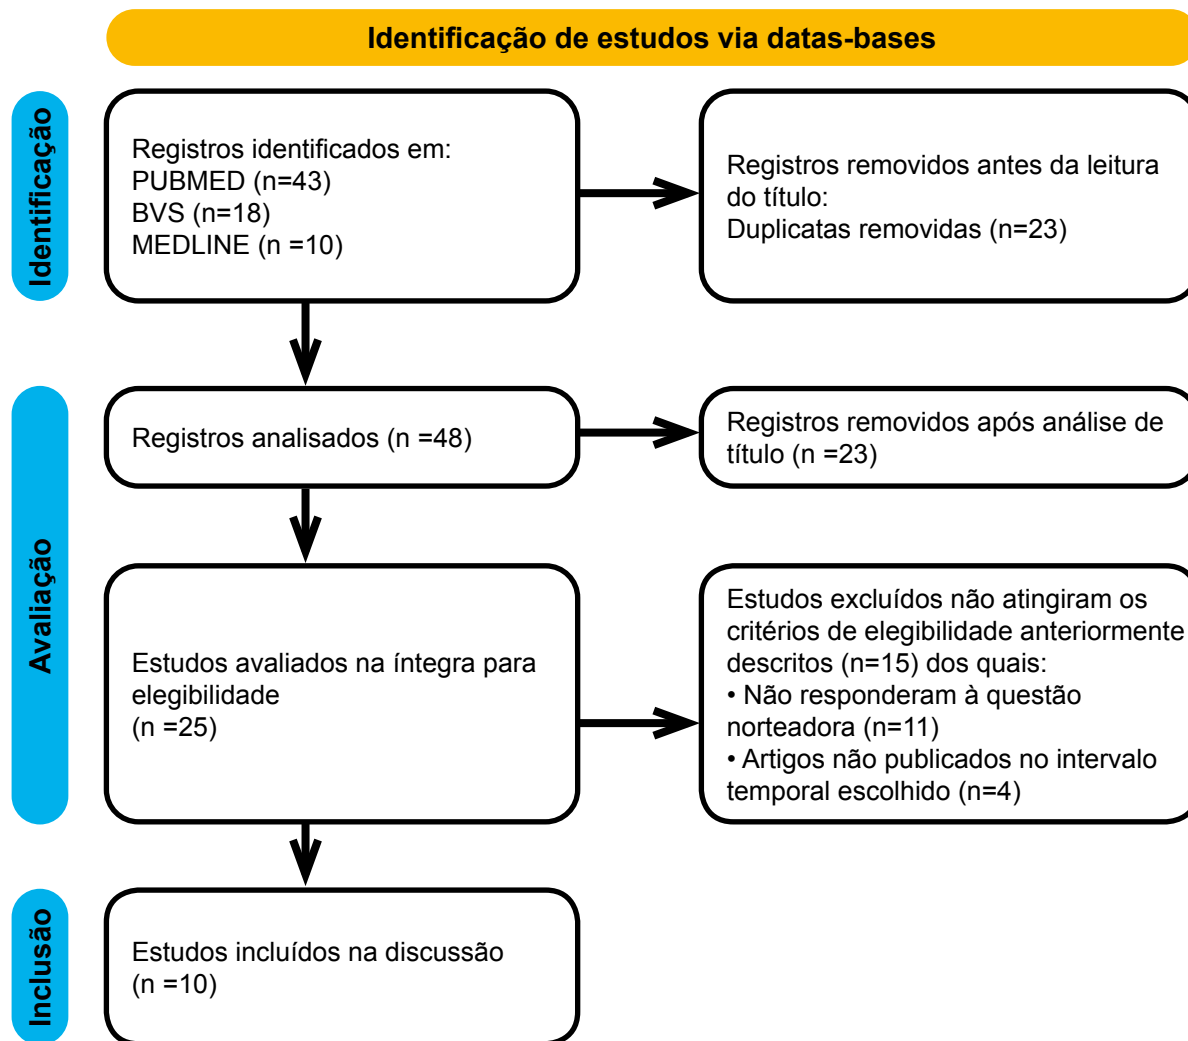 Identificação de estudos via datas-bases
Identificação
Registros identificados em:
PUBMED (n=43)
BVS (n=18)
MEDLINE (n =10)
Registros removidos antes da leitura
do título:
Duplicatas removidas (n=23)
Avaliação
Registros analisados (n =48)
Registros removidos após análise de
título (n =23)
Estudos avaliados na íntegra para
elegibilidade
(n =25)
Estudos excluídos não atingiram os
critérios de elegibilidade anteriormente
descritos (n=15) dos quais:
• Não responderam à questão
norteadora (n=11)
• Artigos não publicados no intervalo
temporal escolhido (n=4)
Inclusão
Estudos incluídos na discussão
(n =10)